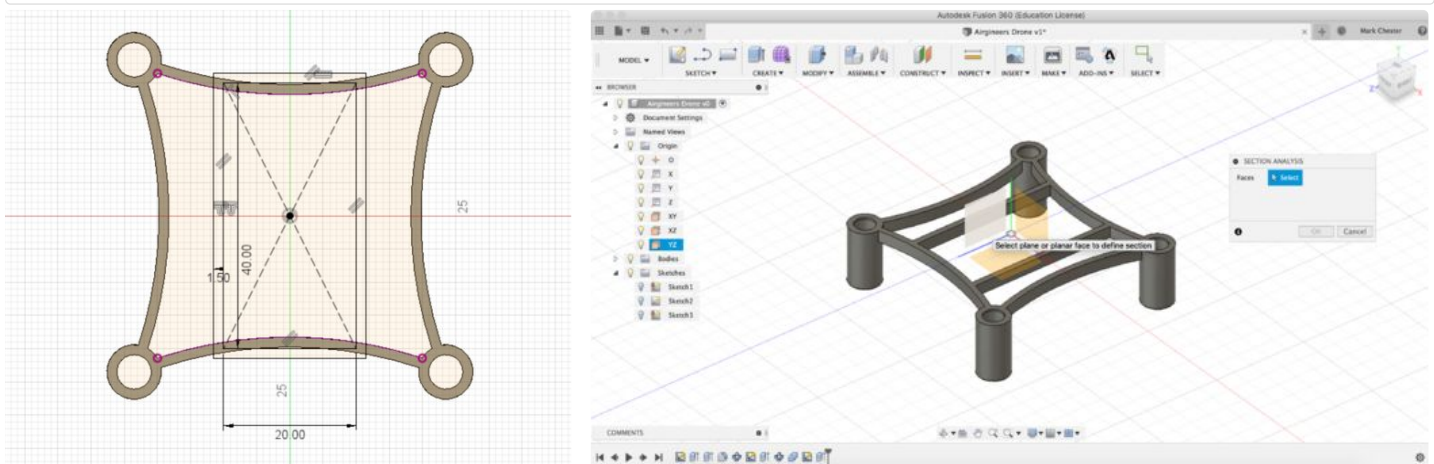 25
1.50
40.00
25
20.00
Autodesk Fusion 360 (Education License)
Airgineers Drone v1*
Mark Chester
MODEL
SKETCH
CREATE
MODIFY
ASSEMBLE
CONSTRUCT
INSPECT
INSERT
MAKE
ADD-INS
SELECT
BROWSER
Airgineers Drone v0
Document Settings
Named Views
Origin
O
X
Y
Z
XY
XZ
YZ
Bodies
Sketches
Sketch1
Sketch2
Sketch3
SECTION ANALYSIS
Faces Select
OK Cancel
Select plane or planar face to define section
COMMENTS